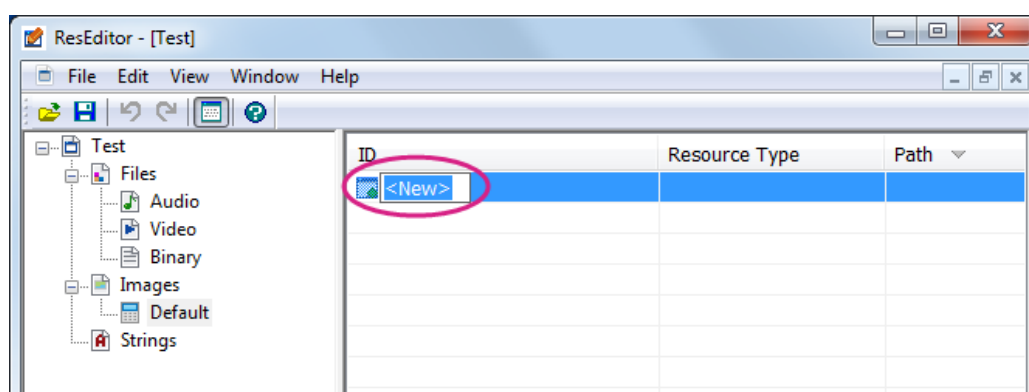 ResEditor - [Test]
File Edit View Window Help
Test
Files
Audio
Video
Binary
Images
Default
Strings
ID Resource Type Path
<New>